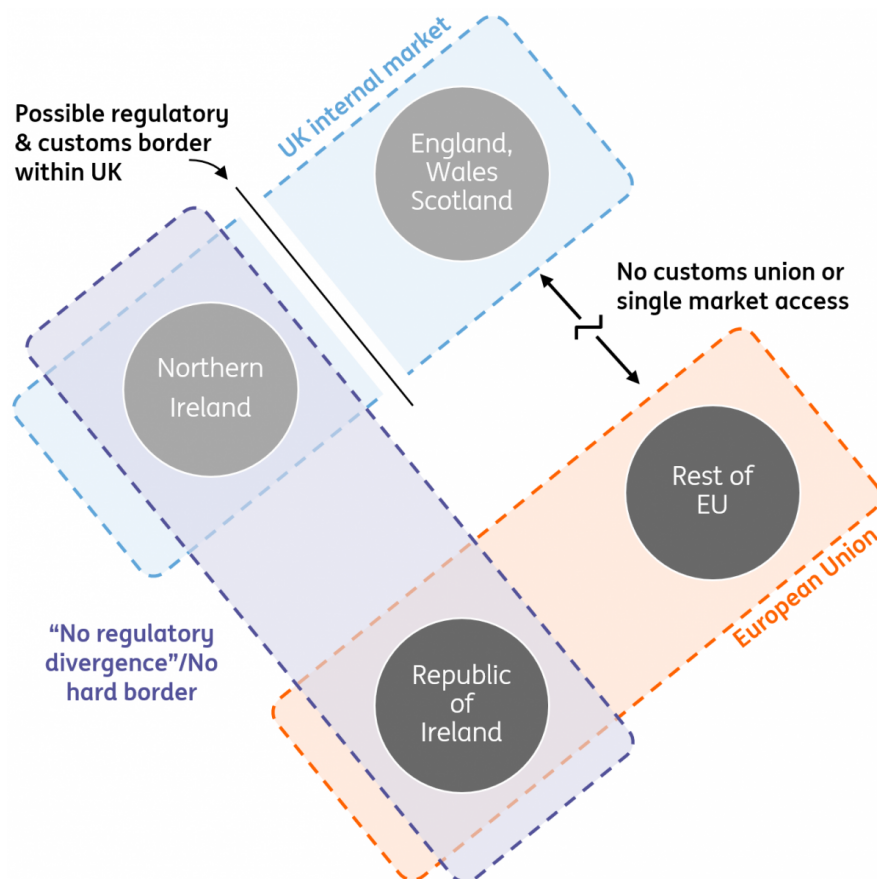 UK internal market
Possible regulatory
& customs border
within UK
England,
Wales
Scotland
No customs union or
single market access
Northern
Ireland
Rest of
EU
European Union
“No regulatory
divergence”/No
hard border
Republic
of
Ireland